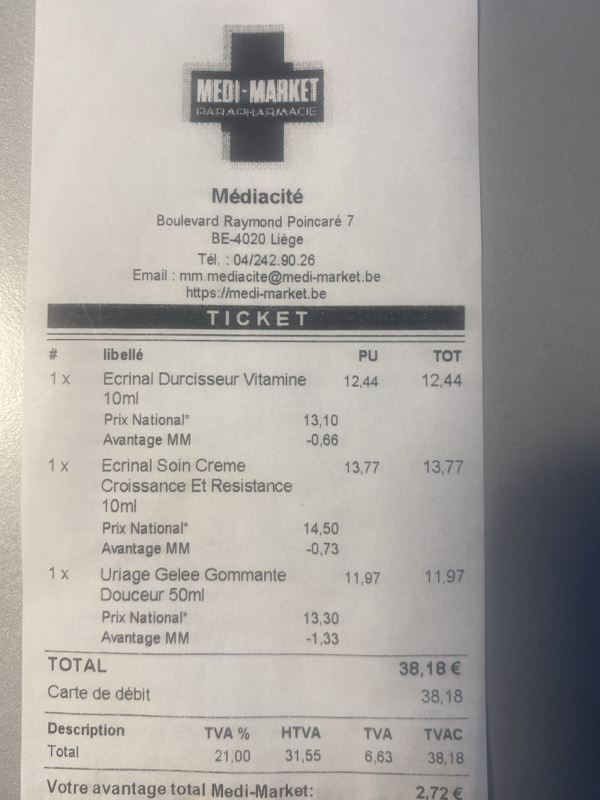 MEDI-MARKET
PARAPHARMACIE
Médiacité
Boulevard Raymond Poincaré 7
BE-4020 Liège
Tél. : 04/242.90.26
Email : mm.mediacite@medi-market.be
https://medi-market.be
TICKET
# libellé PU TOT
1 x Ecrinal Durcisseur Vitamine 12,44 12,44
10ml
Prix National* 13,10
Avantage MM -0,66
1 x Ecrinal Soin Creme 13,77 13,77
Croissance Et Resistance
10ml
Prix National* 14,50
Avantage MM -0,73
1 x Uriage Gelee Gommante 11,97 11,97
Douceur 50ml
Prix National* 13,30
Avantage MM -1,33
TOTAL 38,18 €
Carte de débit 38,18
Description TVA % HTVA TVA TVAC
Total 21,00 31,55 6,63 38,18
Votre avantage total Medi-Market: 2,72 €